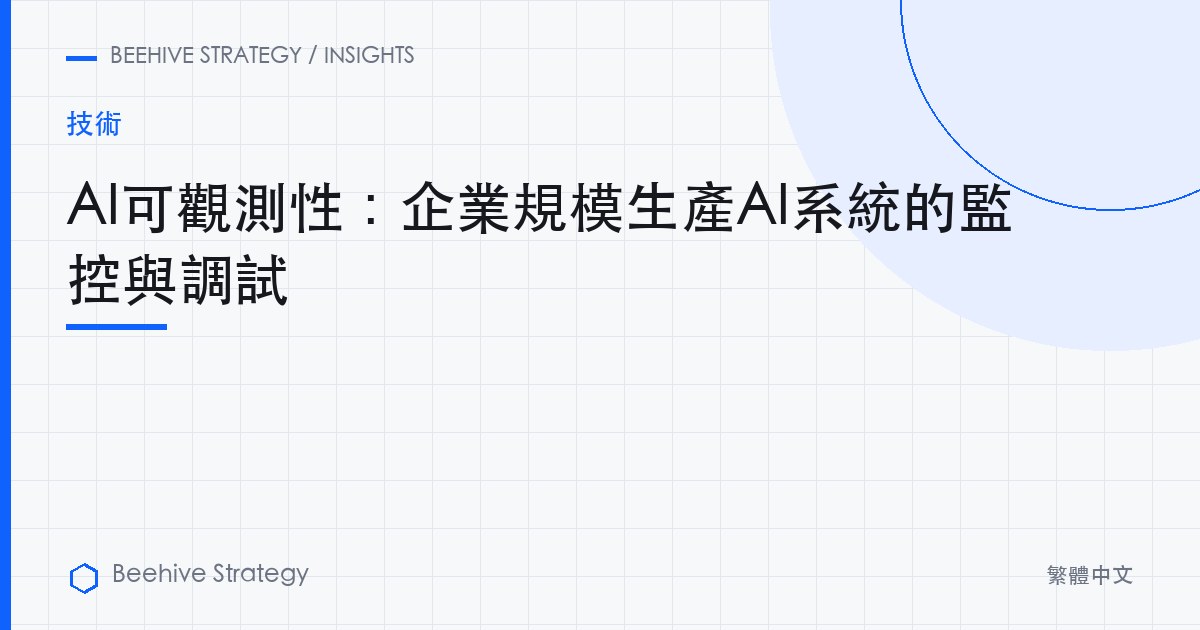 BEEHIVE STRATEGY / INSIGHTS
技術
AI可觀測性：企業規模生產AI系統的監
控與調試
Beehive Strategy
繁體中文